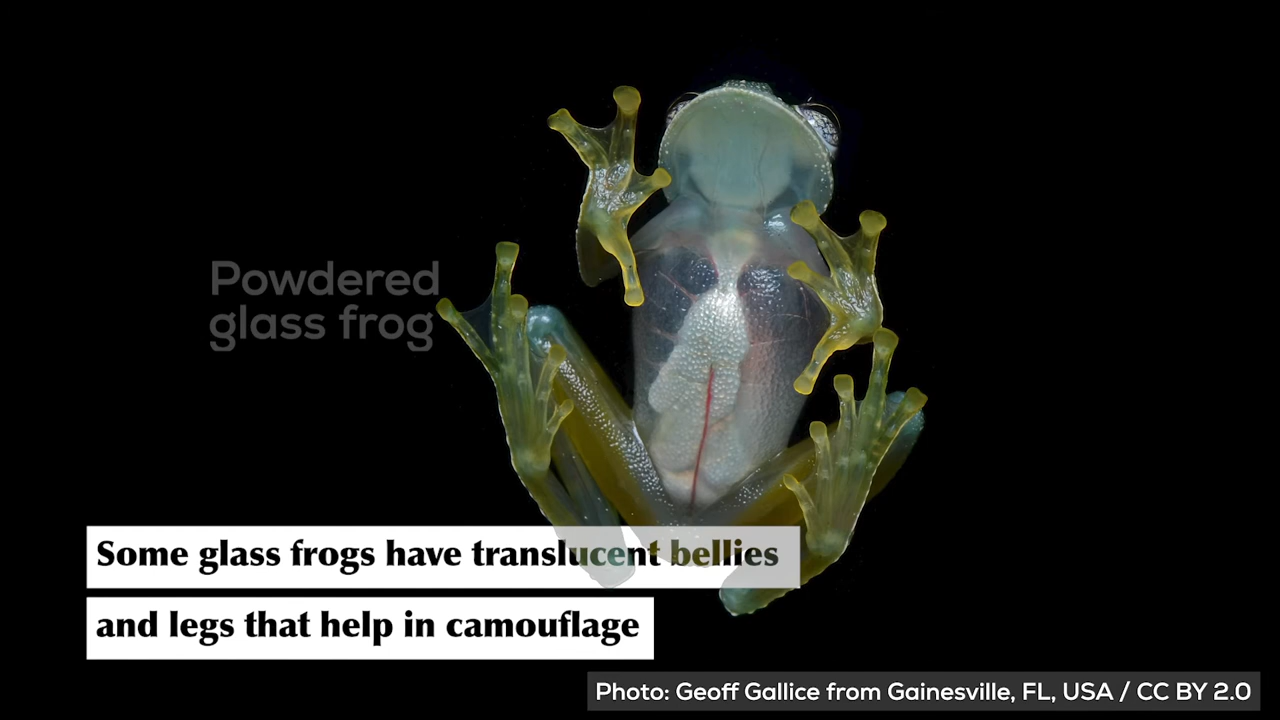 Powdered
glass frog
Some glass frogs have translucent bellies
and legs that help in camouflage
Photo: Geoff Gallice from Gainesville, FL, USA / CC BY 2.0